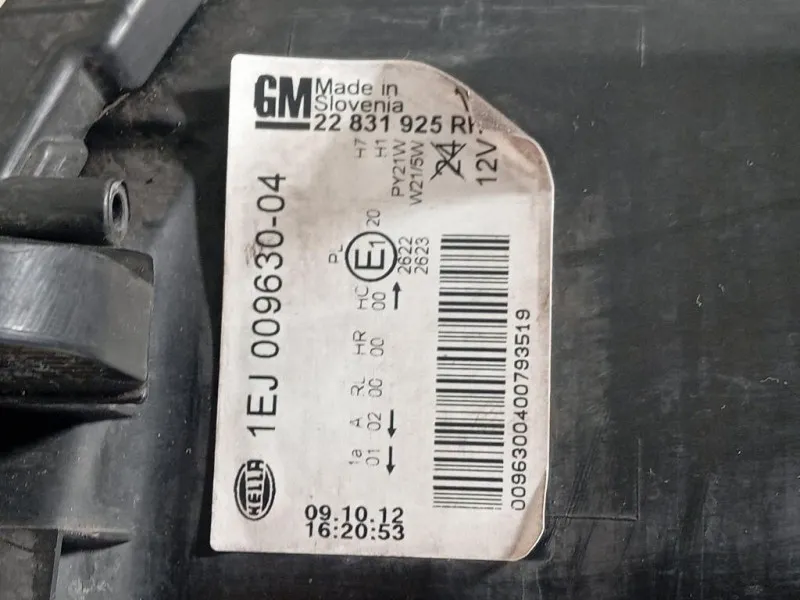 GM
Made in
Slovenia
22 831 925
H7
H1
PY21W
W21/5W
24
12V
1EJ 009630-04
PL
E1
20
2622
2623
1a A RL HR HC
01 02 00 00 00
HELLA
09.10.12
16:20:53
0096300400793519